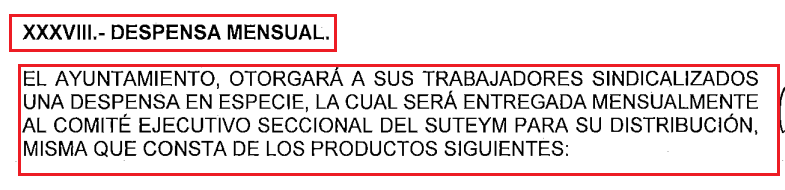 XXXVIII.- DESPENSA MENSUAL.
EL AYUNTAMIENTO, OTORGARÁ A SUS TRABAJADORES SINDICALIZADOS
UNA DESPENSA EN ESPECIE, LA CUAL SERÁ ENTREGADA MENSUALMENTE
AL COMITÉ EJECUTIVO SECCIONAL DEL SUTEYM PARA SU DISTRIBUCIÓN,
MISMA QUE CONSTA DE LOS PRODUCTOS SIGUIENTES: